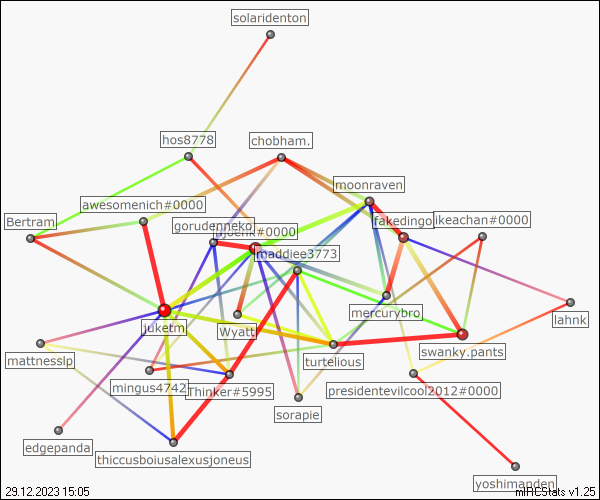 solaridenton
hos8778
chobham.
moonraven
awesomenich#0000
gorudenneko
#0000
Bertram
fakedingo
ikeachan#0000
maddiee3773
mercurybro
lahnk
juketm
Wyatt
swanky.pants
mattnesslp
turtelious
mingus4742
Thinker#5995
presidentevilcool2012#0000
sorapie
edgepanda
thiccusboiusalexusjoneus
yoshimanden
29.12.2023 15:05
mIRCStats v1.25